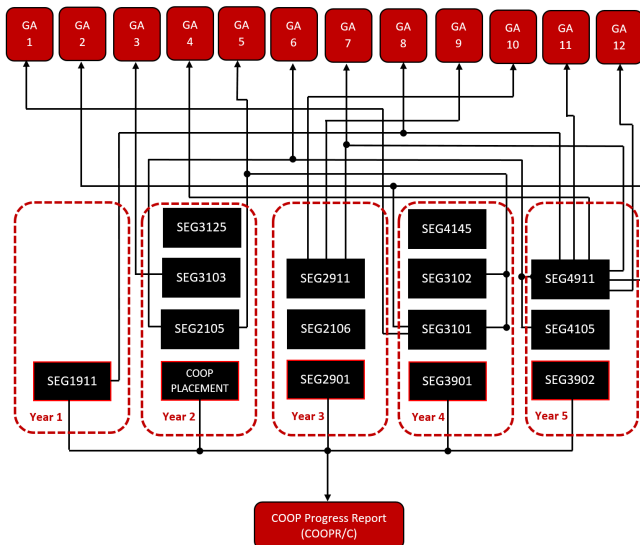 GA
1
GA
2
GA
3
GA
4
GA
5
GA
6
GA
7
GA
8
GA
9
GA
10
GA
11
GA
12
SEG1911
Year 1
SEG3125
SEG3103
SEG2105
COOP
PLACEMENT
Year 2
SEG2911
SEG2106
SEG2901
Year 3
SEG4145
SEG3102
SEG3101
SEG3901
Year 4
SEG4911
SEG4105
SEG3902
Year 5
COOP Progress Report
(COOPR/C)